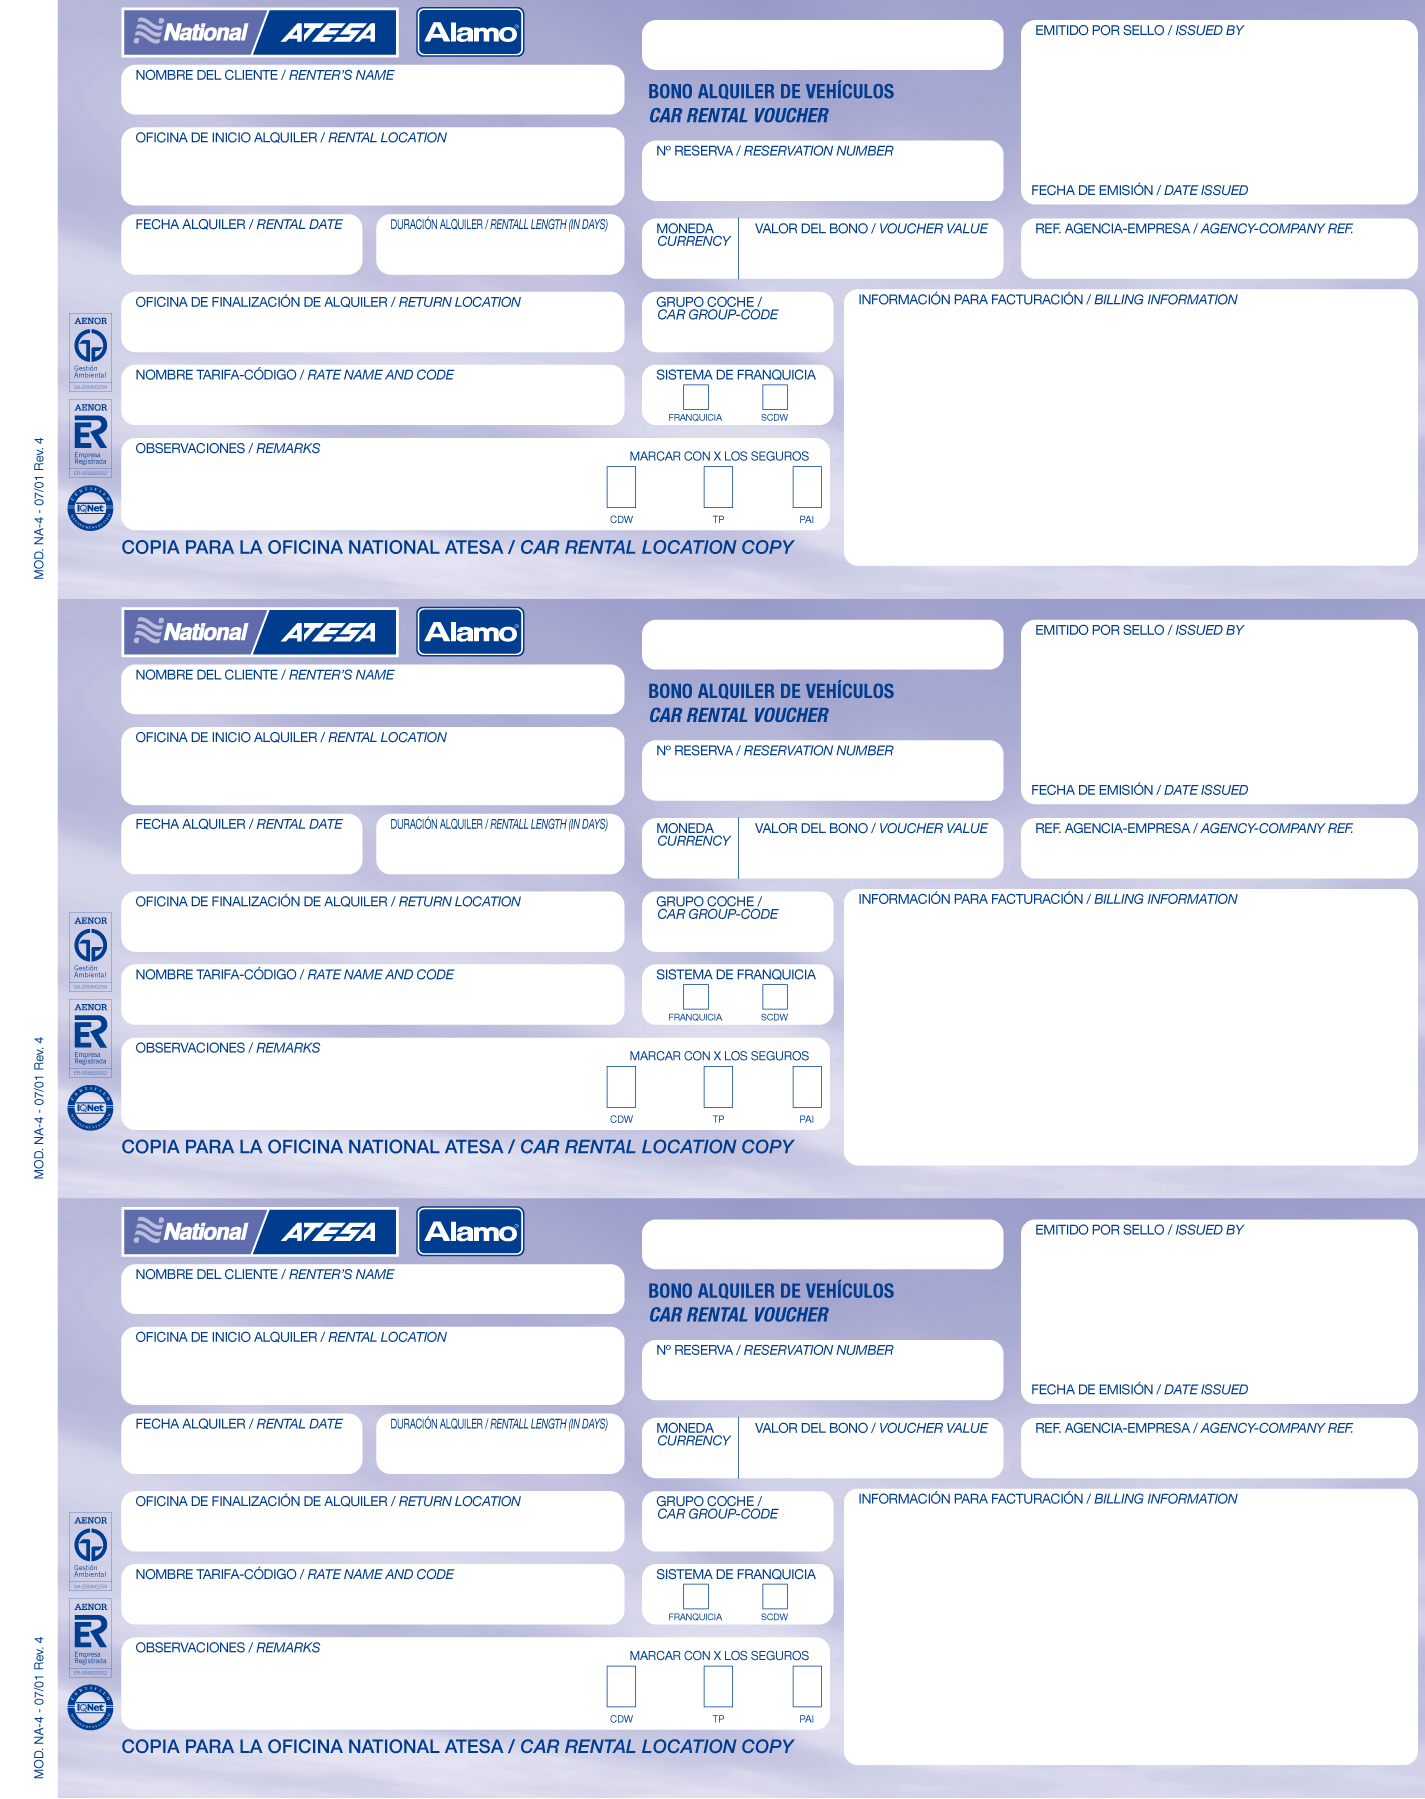 National ATESA Alamo
EMITIDO POR SELLO / ISSUED BY
NOMBRE DEL CLIENTE / RENTER'S NAME
BONO ALQUILER DE VEHÍCULOS
CAR RENTAL VOUCHER
OFICINA DE INICIO ALQUILER / RENTAL LOCATION
Nº RESERVA / RESERVATION NUMBER
FECHA DE EMISIÓN / DATE ISSUED
FECHA ALQUILER / RENTAL DATE
DURACIÓN ALQUILER / RENTALL LENGTH (IN DAYS)
MONEDA
CURRENCY
VALOR DEL BONO / VOUCHER VALUE
REF. AGENCIA-EMPRESA / AGENCY-COMPANY REF.
OFICINA DE FINALIZACIÓN DE ALQUILER / RETURN LOCATION
GRUPO COCHE /
CAR GROUP-CODE
INFORMACIÓN PARA FACTURACIÓN / BILLING INFORMATION
NOMBRE TARIFA-CÓDIGO / RATE NAME AND CODE
SISTEMA DE FRANQUICIA
FRANQUICIA SCDW
OBSERVACIONES / REMARKS
MARCAR CON X LOS SEGUROS
CDW TP PAI
COPIA PARA LA OFICINA NATIONAL ATESA / CAR RENTAL LOCATION COPY
AENOR
Gestión
Ambiental
GA-2006/0259
AENOR
ER
Empresa
Registrada
CERTIFIED
IQNet
MOD. NA-4 - 07/01 Rev. 4
National ATESA Alamo
EMITIDO POR SELLO / ISSUED BY
NOMBRE DEL CLIENTE / RENTER'S NAME
BONO ALQUILER DE VEHÍCULOS
CAR RENTAL VOUCHER
OFICINA DE INICIO ALQUILER / RENTAL LOCATION
Nº RESERVA / RESERVATION NUMBER
FECHA DE EMISIÓN / DATE ISSUED
FECHA ALQUILER / RENTAL DATE
DURACIÓN ALQUILER / RENTALL LENGTH (IN DAYS)
MONEDA
CURRENCY
VALOR DEL BONO / VOUCHER VALUE
REF. AGENCIA-EMPRESA / AGENCY-COMPANY REF.
OFICINA DE FINALIZACIÓN DE ALQUILER / RETURN LOCATION
GRUPO COCHE /
CAR GROUP-CODE
INFORMACIÓN PARA FACTURACIÓN / BILLING INFORMATION
NOMBRE TARIFA-CÓDIGO / RATE NAME AND CODE
SISTEMA DE FRANQUICIA
FRANQUICIA SCDW
OBSERVACIONES / REMARKS
MARCAR CON X LOS SEGUROS
CDW TP PAI
COPIA PARA LA OFICINA NATIONAL ATESA / CAR RENTAL LOCATION COPY
AENOR
Gestión
Ambiental
GA-2006/0259
AENOR
ER
Empresa
Registrada
CERTIFIED
IQNet
MOD. NA-4 - 07/01 Rev. 4
National ATESA Alamo
EMITIDO POR SELLO / ISSUED BY
NOMBRE DEL CLIENTE / RENTER'S NAME
BONO ALQUILER DE VEHÍCULOS
CAR RENTAL VOUCHER
OFICINA DE INICIO ALQUILER / RENTAL LOCATION
Nº RESERVA / RESERVATION NUMBER
FECHA DE EMISIÓN / DATE ISSUED
FECHA ALQUILER / RENTAL DATE
DURACIÓN ALQUILER / RENTALL LENGTH (IN DAYS)
MONEDA
CURRENCY
VALOR DEL BONO / VOUCHER VALUE
REF. AGENCIA-EMPRESA / AGENCY-COMPANY REF.
OFICINA DE FINALIZACIÓN DE ALQUILER / RETURN LOCATION
GRUPO COCHE /
CAR GROUP-CODE
INFORMACIÓN PARA FACTURACIÓN / BILLING INFORMATION
NOMBRE TARIFA-CÓDIGO / RATE NAME AND CODE
SISTEMA DE FRANQUICIA
FRANQUICIA SCDW
OBSERVACIONES / REMARKS
MARCAR CON X LOS SEGUROS
CDW TP PAI
COPIA PARA LA OFICINA NATIONAL ATESA / CAR RENTAL LOCATION COPY
AENOR
Gestión
Ambiental
GA-2006/0259
AENOR
ER
Empresa
Registrada
CERTIFIED
IQNet
MOD. NA-4 - 07/01 Rev. 4